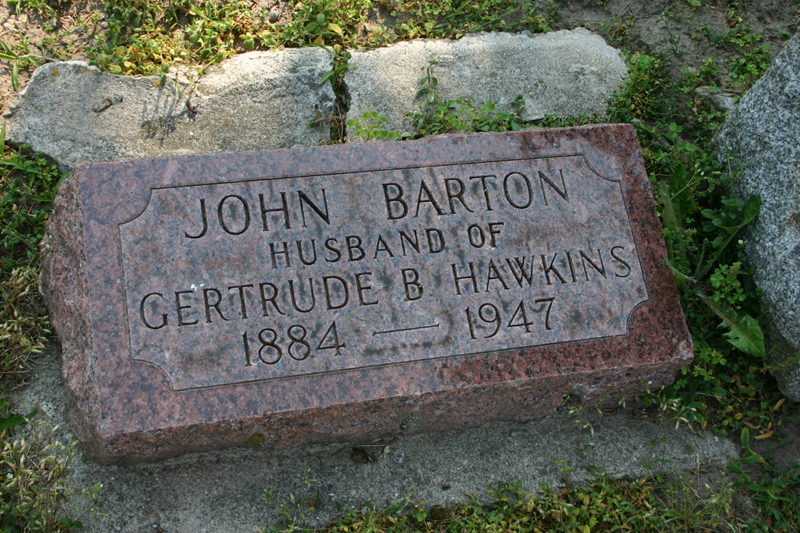 JOHN BARTON
HUSBAND OF
GERTRUDE B HAWKINS
1884 — 1947